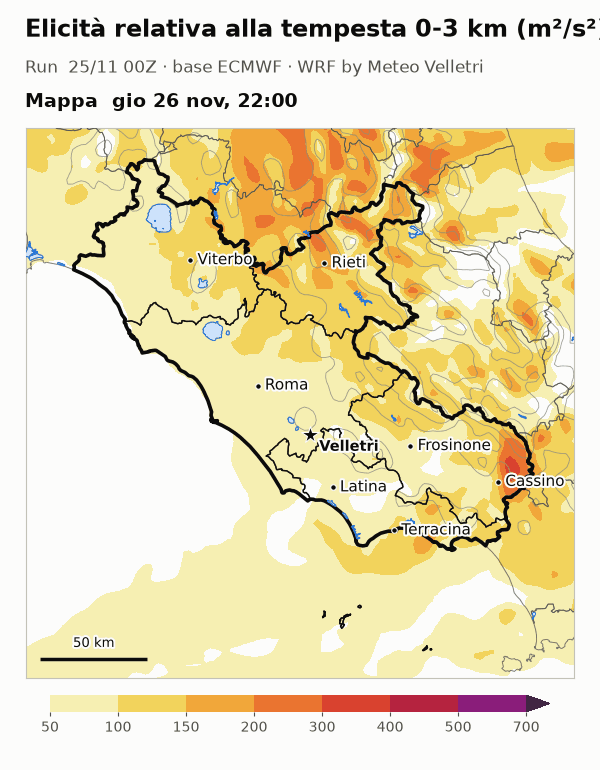 Elicità relativa alla tempesta 0-3 km (m²/s²)
Run  25/11 00Z · base ECMWF · WRF by Meteo Velletri
Mappa  gio 26 nov, 22:00
Viterbo
Rieti
Roma
Velletri
Frosinone
Cassino
Latina
Terracina
50 km
50 100 150 200 300 400 500 700